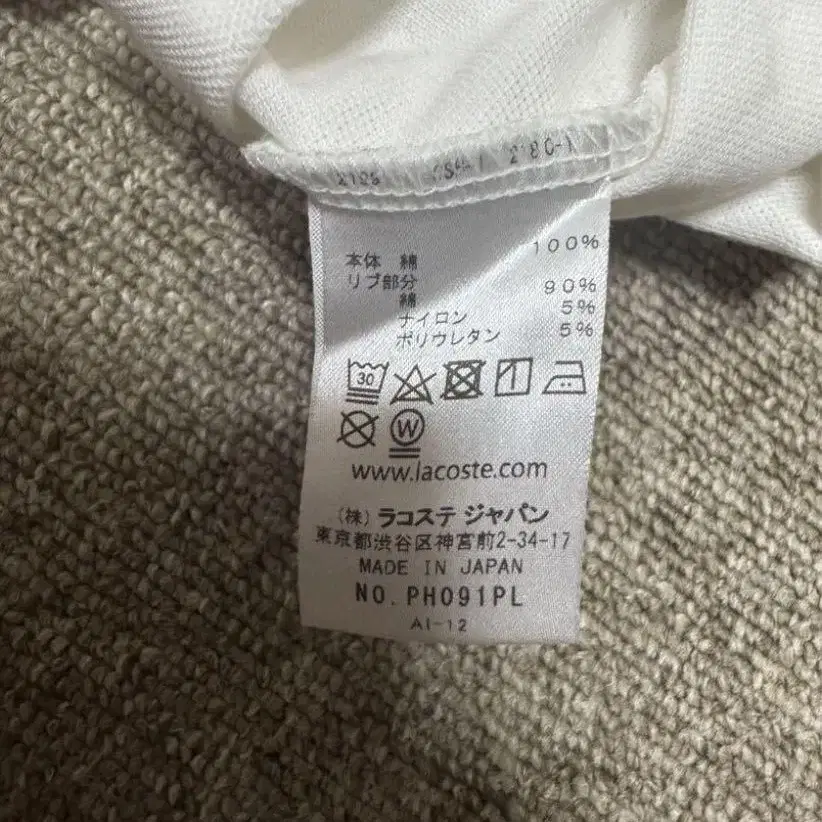 100%
本体 綿
リブ部分
綿 90%
ナイロン 5%
ポリウレタン 5%
30
W
www.lacoste.com
(株) ラコステ ジャパン
東京都渋谷区神宮前2-34-17
MADE IN JAPAN
NO. PH091PL
AI-12